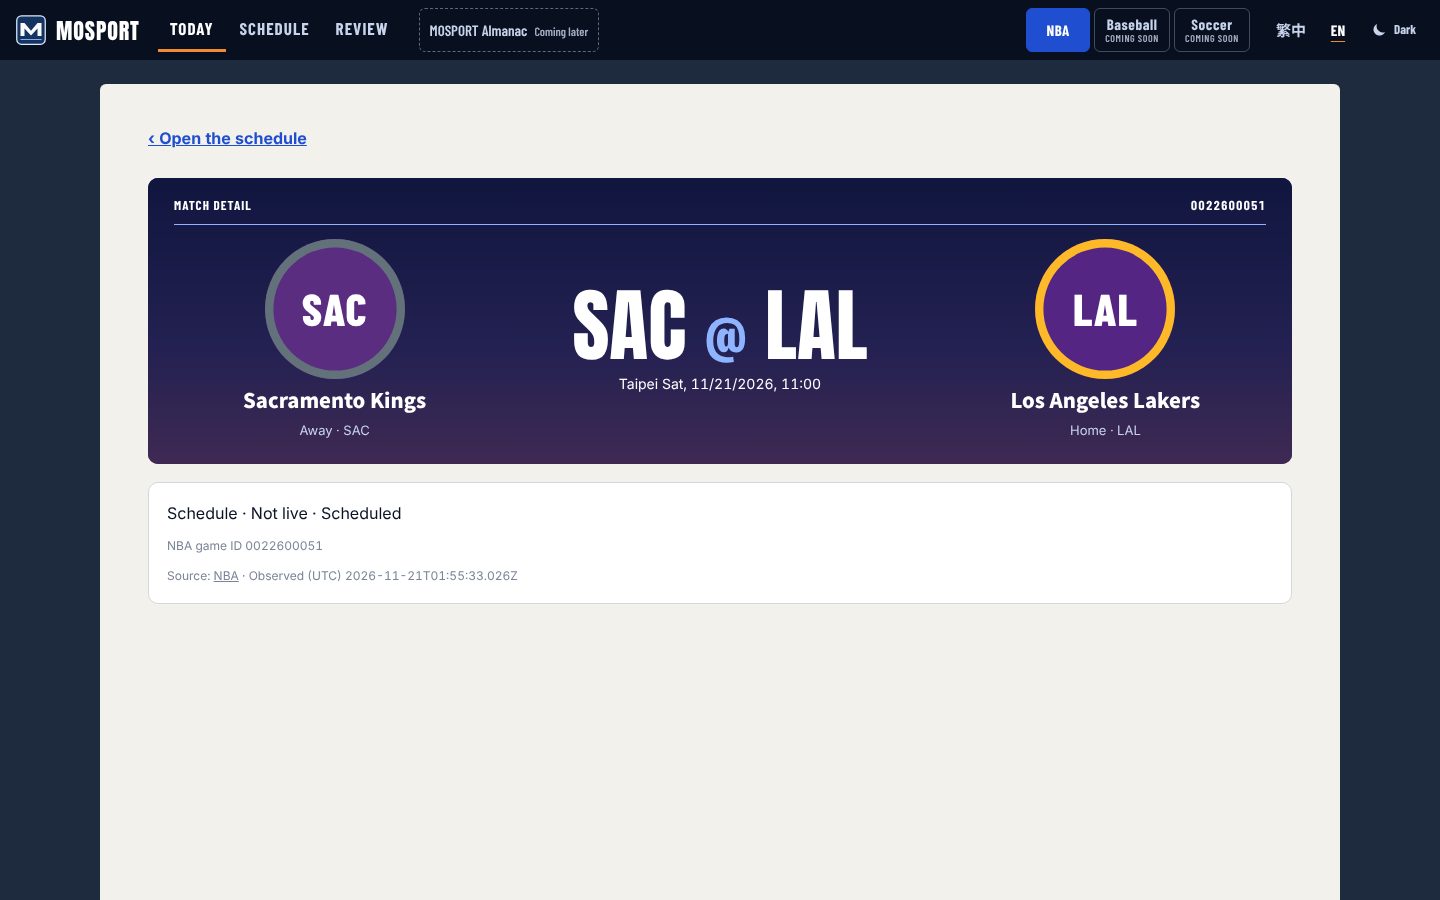 MOSPORT
TODAY
SCHEDULE
REVIEW
MOSPORT Almanac Coming later
NBA
Baseball
COMING SOON
Soccer
COMING SOON
繁中
EN
Dark
‹ Open the schedule
MATCH DETAIL
0022600051
SAC
SAC @ LAL
LAL
Taipei Sat, 11/21/2026, 11:00
Sacramento Kings
Los Angeles Lakers
Away · SAC
Home · LAL
Schedule · Not live · Scheduled
NBA game ID 0022600051
Source: NBA · Observed (UTC) 2026-11-21T01:55:33.026Z